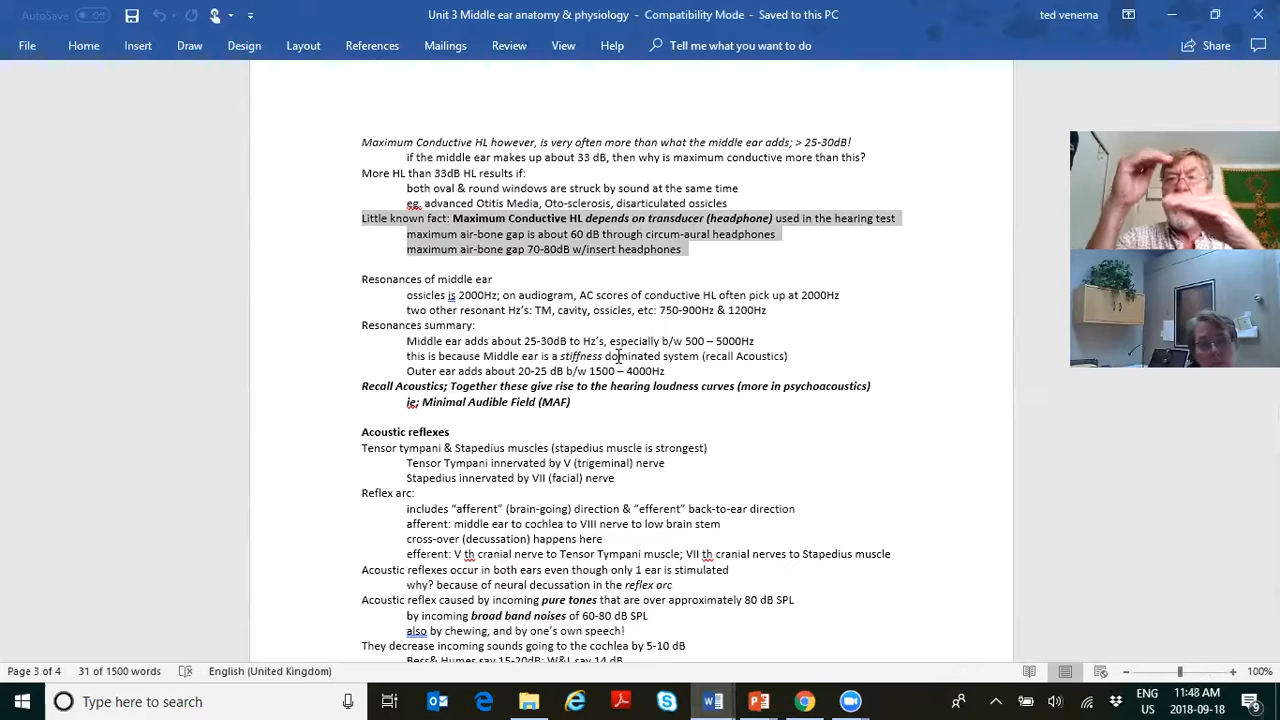 AutoSave Off
Unit 3 Middle ear anatomy & physiology - Compatibility Mode - Saved to this PC
ted venema
File Home Insert Draw Design Layout References Mailings Review View Help Tell me what you want to do Share
Maximum Conductive HL however, is very often more than what the middle ear adds; > 25-30dB!
if the middle ear makes up about 33 dB, then why is maximum conductive more than this?
More HL than 33dB HL results if:
both oval & round windows are struck by sound at the same time
eg, advanced Otitis Media, Oto-sclerosis, disarticulated ossicles
Little known fact: Maximum Conductive HL depends on transducer (headphone) used in the hearing test
maximum air-bone gap is about 60 dB through circum-aural headphones
maximum air-bone gap 70-80dB w/insert headphones
Resonances of middle ear
ossicles is 2000Hz; on audiogram, AC scores of conductive HL often pick up at 2000Hz
two other resonant Hz's: TM, cavity, ossicles, etc: 750-900Hz & 1200Hz
Resonances summary:
Middle ear adds about 25-30dB to Hz's, especially b/w 500 – 5000Hz
this is because Middle ear is a stiffness dominated system (recall Acoustics)
Outer ear adds about 20-25 dB b/w 1500 – 4000Hz
Recall Acoustics; Together these give rise to the hearing loudness curves (more in psychoacoustics)
ie; Minimal Audible Field (MAF)
Acoustic reflexes
Tensor tympani & Stapedius muscles (stapedius muscle is strongest)
Tensor Tympani innervated by V (trigeminal) nerve
Stapedius innervated by VII (facial) nerve
Reflex arc:
includes “afferent” (brain-going) direction & “efferent” back-to-ear direction
afferent: middle ear to cochlea to VIII nerve to low brain stem
cross-over (decussation) happens here
efferent: V th cranial nerve to Tensor Tympani muscle; VII th cranial nerves to Stapedius muscle
Acoustic reflexes occur in both ears even though only 1 ear is stimulated
why? because of neural decussation in the reflex arc
Acoustic reflex caused by incoming pure tones that are over approximately 80 dB SPL
by incoming broad band noises of 60-80 dB SPL
also by chewing, and by one's own speech!
They decrease incoming sounds going to the cochlea by 5-10 dB
Bess& Humes say 15-20dB; W&L say 14 dB
Page 3 of 4 31 of 1500 words English (United Kingdom) 100%
Type here to search
ENG 11:48 AM
US 2018-09-18 9